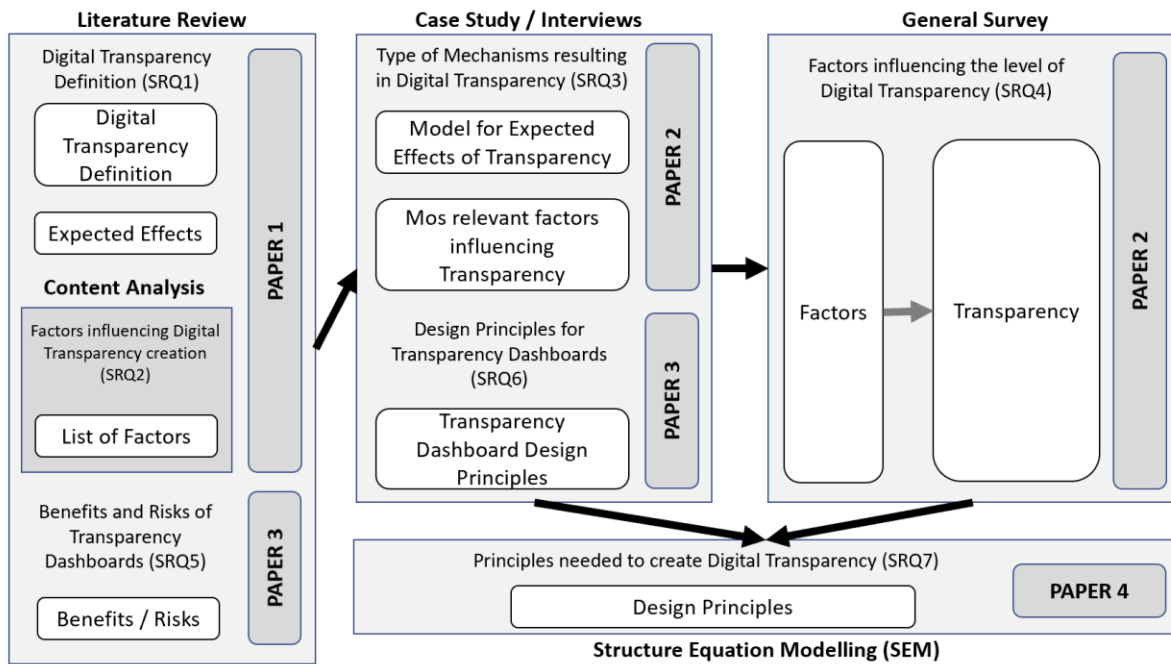 Literature Review
Digital Transparency
Definition (SRQ1)
Digital
Transparency
Definition
Expected Effects
PAPER 1
Content Analysis
Factors influencing Digital
Transparency creation
(SRQ2)
List of Factors
Benefits and Risks of
Transparency
Dashboards (SRQ5)
Benefits / Risks
PAPER 3
Case Study / Interviews
Type of Mechanisms resulting
in Digital Transparency (SRQ3)
Model for Expected
Effects of Transparency
Mos relevant factors
influencing
Transparency
PAPER 2
Design Principles for
Transparency Dashboards
(SRQ6)
Transparency
Dashboard Design
Principles
PAPER 3
General Survey
Factors influencing the level of
Digital Transparency (SRQ4)
Factors
Transparency
PAPER 2
Principles needed to create Digital Transparency (SRQ7)
Design Principles
PAPER 4
Structure Equation Modelling (SEM)